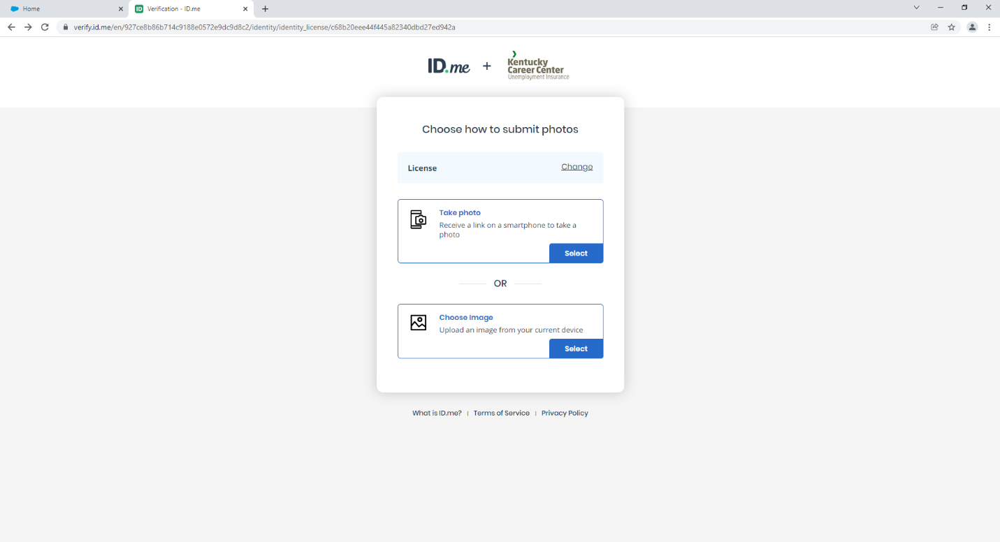 Home
Verification - ID.me
verify.id.me/en/927ce8b86b714c9188e0572e9dc9d8c2/identity/identity_license/c68b20eee44f445a82340dbd27ed942a
ID.me + Kentucky
Career Center
Unemployment Insurance
Choose how to submit photos
License Change
Take photo
Receive a link on a smartphone to take a
photo
Select
OR
Choose Image
Upload an image from your current device
Select
What is ID.me? | Terms of Service | Privacy Policy